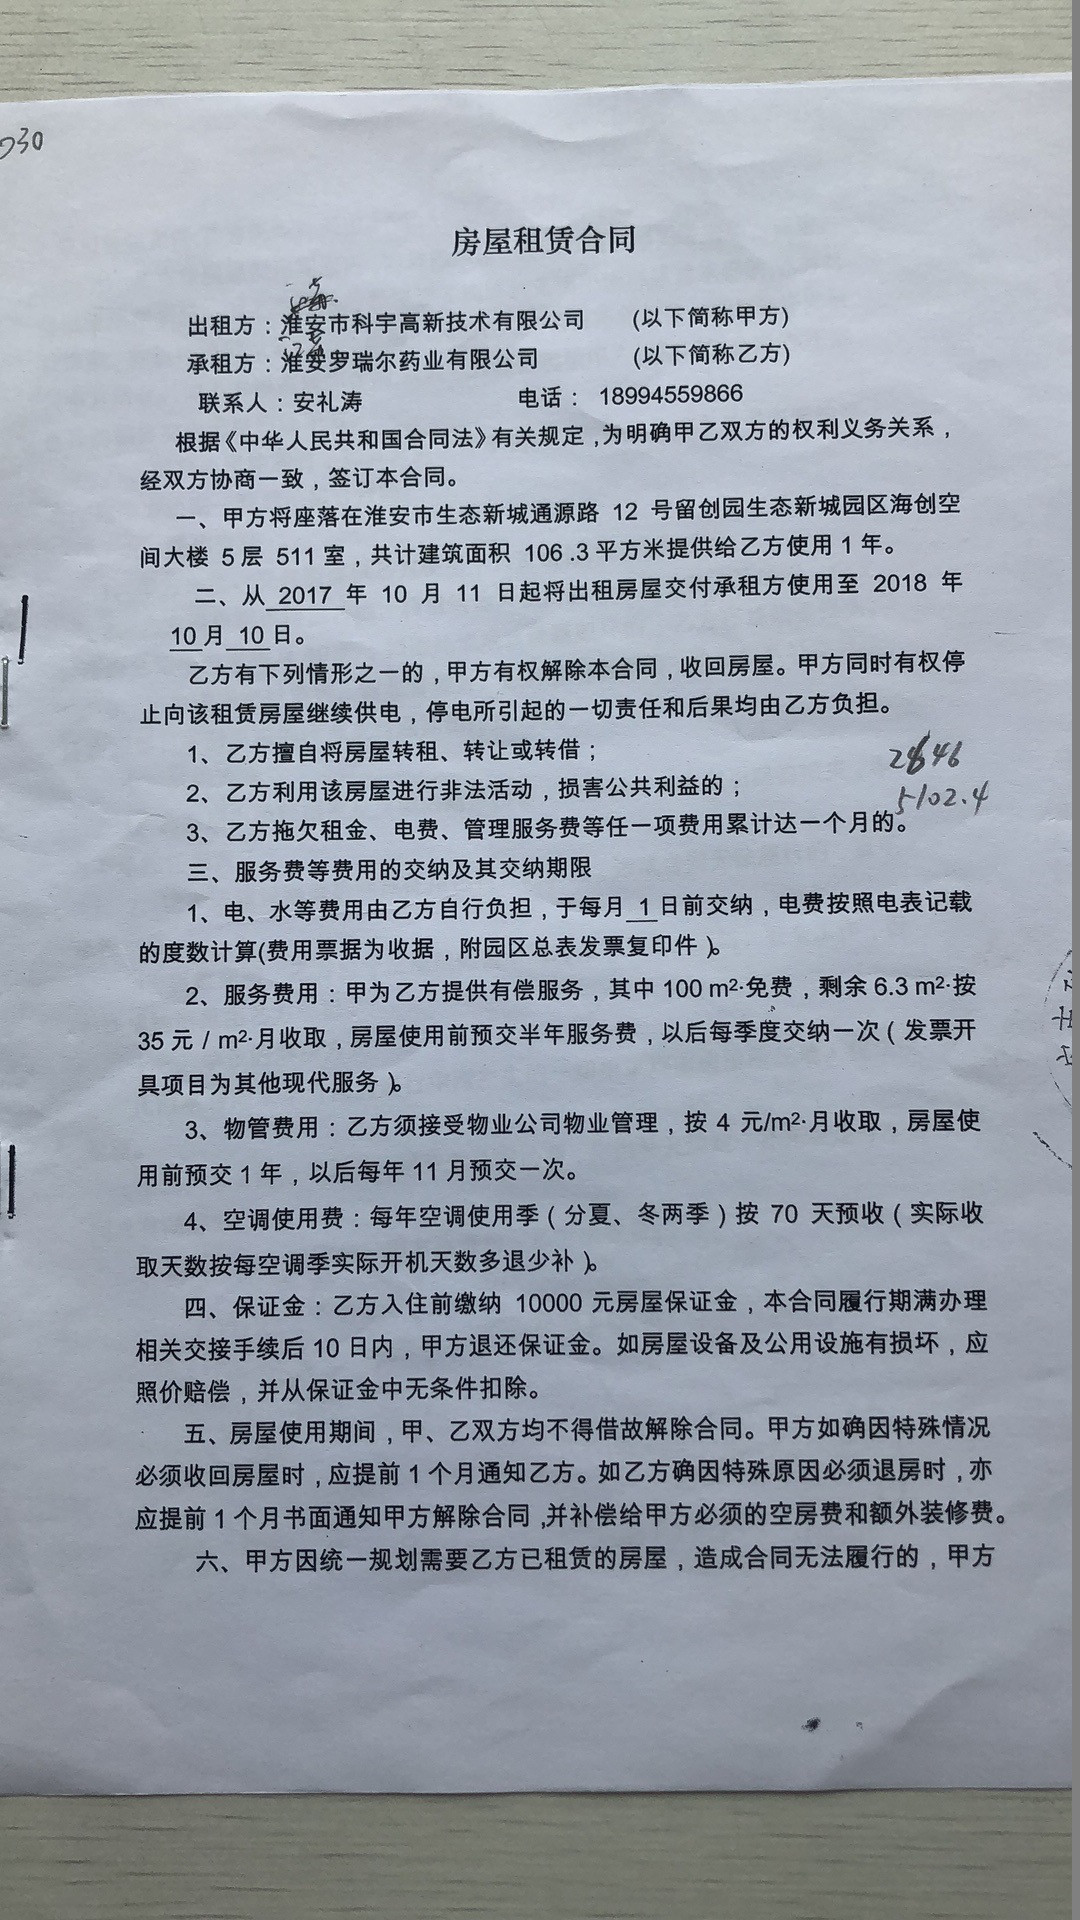 房屋租赁合同
出租方：淮安市科宇高新技术有限公司 (以下简称甲方)
江苏
承租方：淮安罗瑞尔药业有限公司 (以下简称乙方)
联系人：安礼涛 电话： 18994559866
根据《中华人民共和国合同法》有关规定,为明确甲乙双方的权利义务关系，
经双方协商一致，签订本合同。
一、甲方将座落在淮安市生态新城通源路 12 号留创园生态新城园区海创空
间大楼 5层 511室，共计建筑面积 106 .3平方米提供给乙方使用1年。
二、从 2017 年 10 月 11 日起将出租房屋交付承租方使用至 2018 年
10月 10日。
乙方有下列情形之一的，甲方有权解除本合同，收回房屋。甲方同时有权停
止向该租赁房屋继续供电，停电所引起的一切责任和后果均由乙方负担。
1、乙方擅自将房屋转租、转让或转借；
2646
2、乙方利用该房屋进行非法活动，损害公共利益的；
5102.4
3、乙方拖欠租金、电费、管理服务费等任一项费用累计达一个月的。
三、服务费等费用的交纳及其交纳期限
1、电、水等费用由乙方自行负担，于每月 1日前交纳，电费按照电表记载
的度数计算(费用票据为收据，附园区总表发票复印件)。
2、服务费用：甲为乙方提供有偿服务，其中100 m²·免费，剩余6.3 m²·按
35元 / m²·月收取，房屋使用前预交半年服务费，以后每季度交纳一次（发票开
具项目为其他现代服务)。
3、物管费用：乙方须接受物业公司物业管理，按 4 元/m²·月收取，房屋使
用前预交1年，以后每年11月预交一次。
4、空调使用费：每年空调使用季（分夏、冬两季）按 70 天预收（实际收
取天数按每空调季实际开机天数多退少补)。
四、保证金：乙方入住前缴纳 10000 元房屋保证金，本合同履行期满办理
相关交接手续后10日内，甲方退还保证金。如房屋设备及公用设施有损坏，应
照价赔偿，并从保证金中无条件扣除。
五、房屋使用期间，甲、乙双方均不得借故解除合同。甲方如确因特殊情况
必须收回房屋时，应提前1个月通知乙方。如乙方确因特殊原因必须退房时，亦
应提前1个月书面通知甲方解除合同,并补偿给甲方必须的空房费和额外装修费。
六、甲方因统一规划需要乙方已租赁的房屋，造成合同无法履行的，甲方